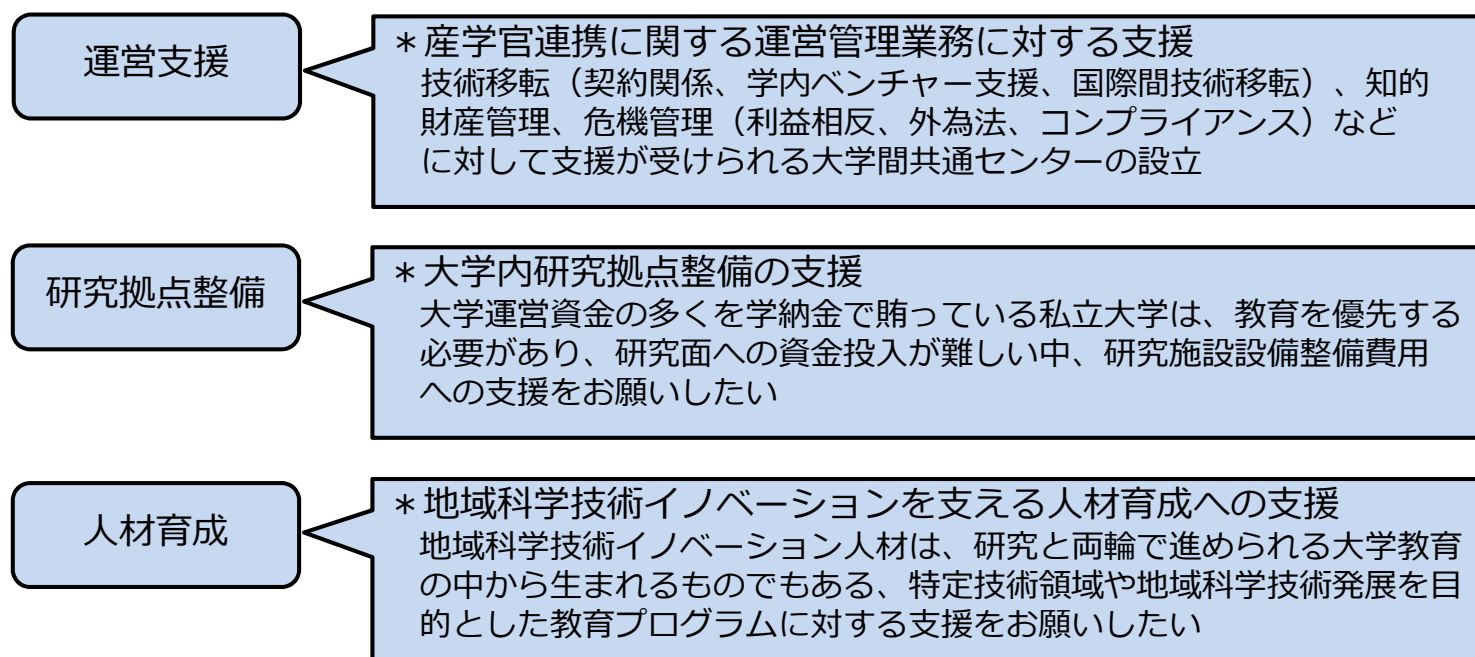 運営支援
＊産学官連携に関する運営管理業務に対する支援
技術移転（契約関係、学内ベンチャー支援、国際間技術移転）、知的
財産管理、危機管理（利益相反、外為法、コンプライアンス）など
に対して支援が受けられる大学間共通センターの設立
研究拠点整備
＊大学内研究拠点整備の支援
大学運営資金の多くを学納金で賄っている私立大学は、教育を優先する
必要があり、研究面への資金投入が難しい中、研究施設設備整備費用
への支援をお願いしたい
人材育成
＊地域科学技術イノベーションを支える人材育成への支援
地域科学技術イノベーション人材は、研究と両輪で進められる大学教育
の中から生まれるものでもある、特定技術領域や地域科学技術発展を目
的とした教育プログラムに対する支援をお願いしたい